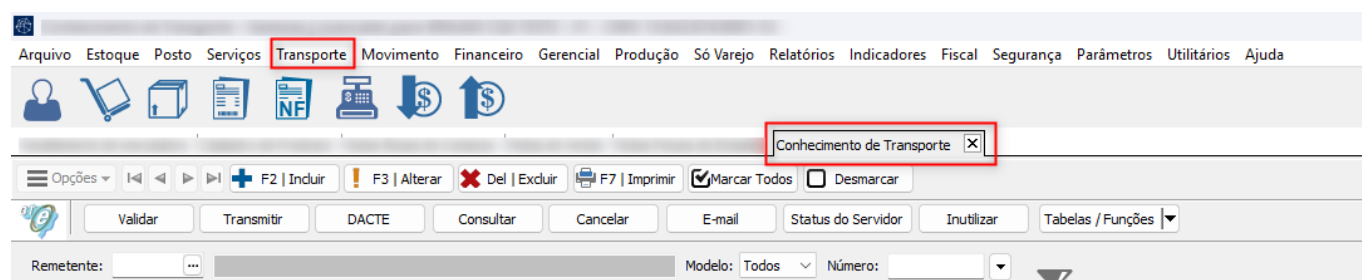 Arquivo Estoque Posto Serviços Transporte Movimento Financeiro Gerencial Produção Só Varejo Relatórios Indicadores Fiscal Segurança Parâmetros Utilitários Ajuda
NF $ $
Conhecimento de Transporte
Opções F2 | Incluir F3 | Alterar Del | Excluir F7 | Imprimir Marcar Todos Desmarcar
Validar Transmitir DACTE Consultar Cancelar E-mail Status do Servidor Inutilizar Tabelas / Funções
Remetente: ... Modelo: Todos Número: